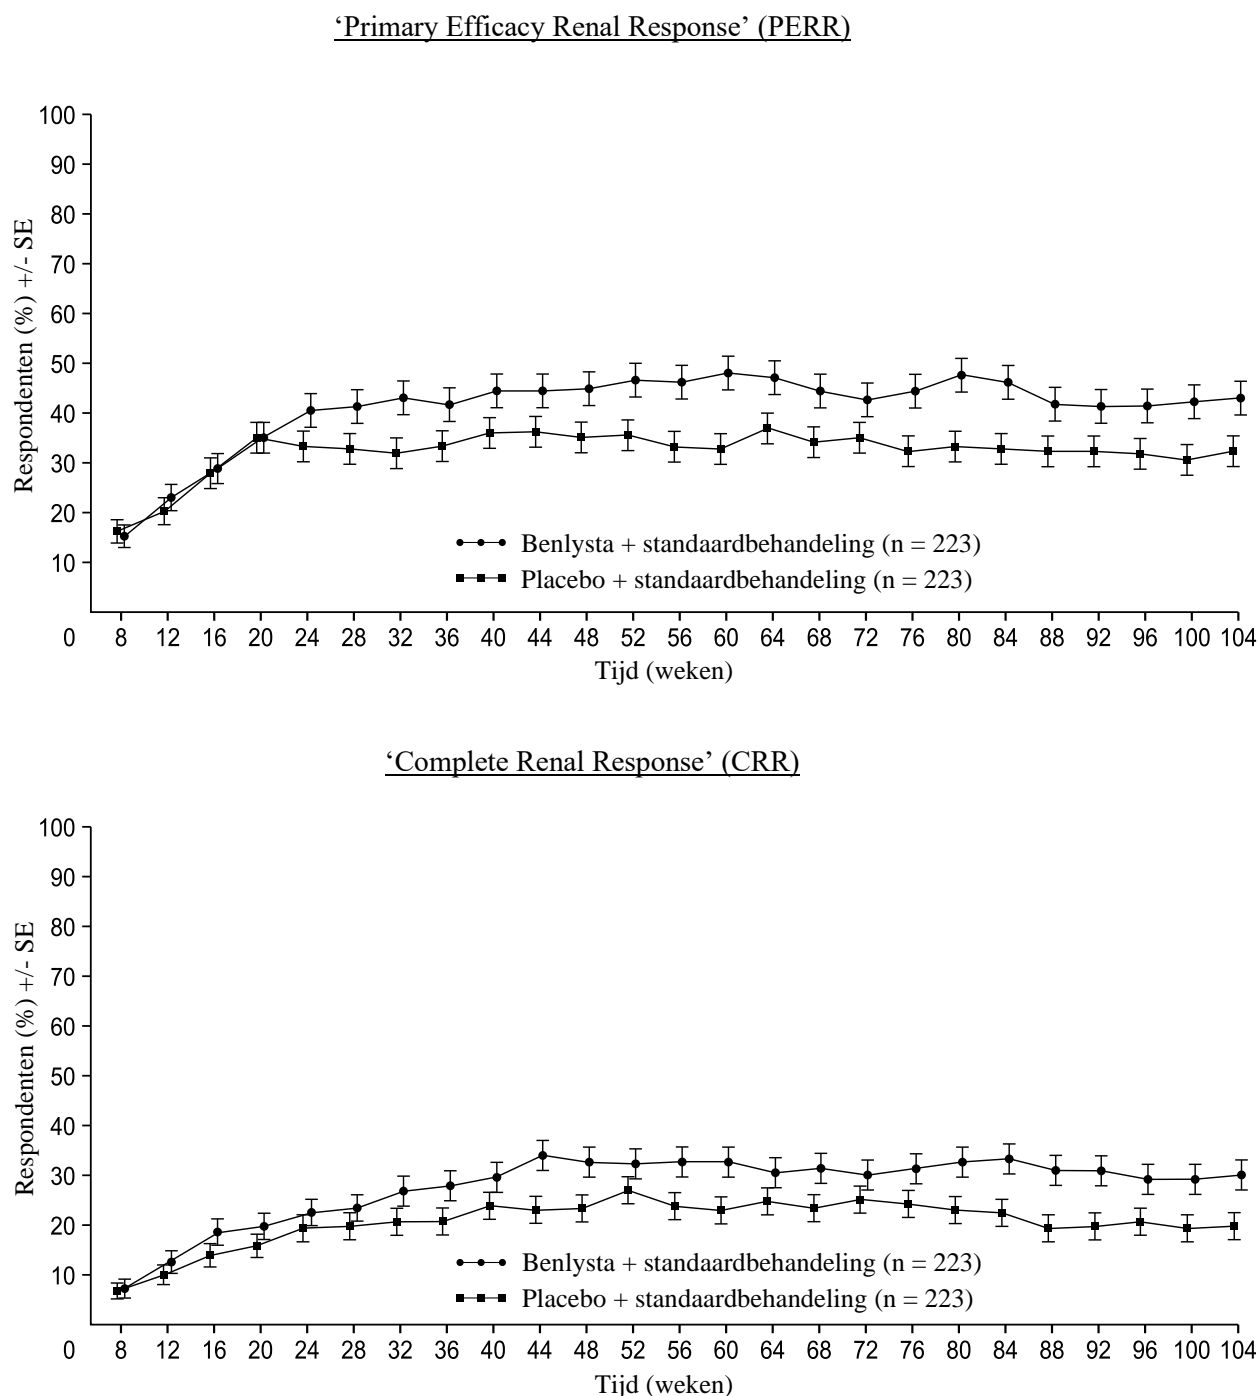 ‘Primary Efficacy Renal Response’ (PERR)
100
90
80
70
60
50
40
30
20
10
0
Respondenten (%) +/- SE
Benlysta + standaardbehandeling (n = 223)
Placebo + standaardbehandeling (n = 223)
8 12 16 20 24 28 32 36 40 44 48 52 56 60 64 68 72 76 80 84 88 92 96 100 104
Tijd (weken)
‘Complete Renal Response’ (CRR)
100
90
80
70
60
50
40
30
20
10
0
Respondenten (%) +/- SE
Benlysta + standaardbehandeling (n = 223)
Placebo + standaardbehandeling (n = 223)
8 12 16 20 24 28 32 36 40 44 48 52 56 60 64 68 72 76 80 84 88 92 96 100 104
Tijd (weken)